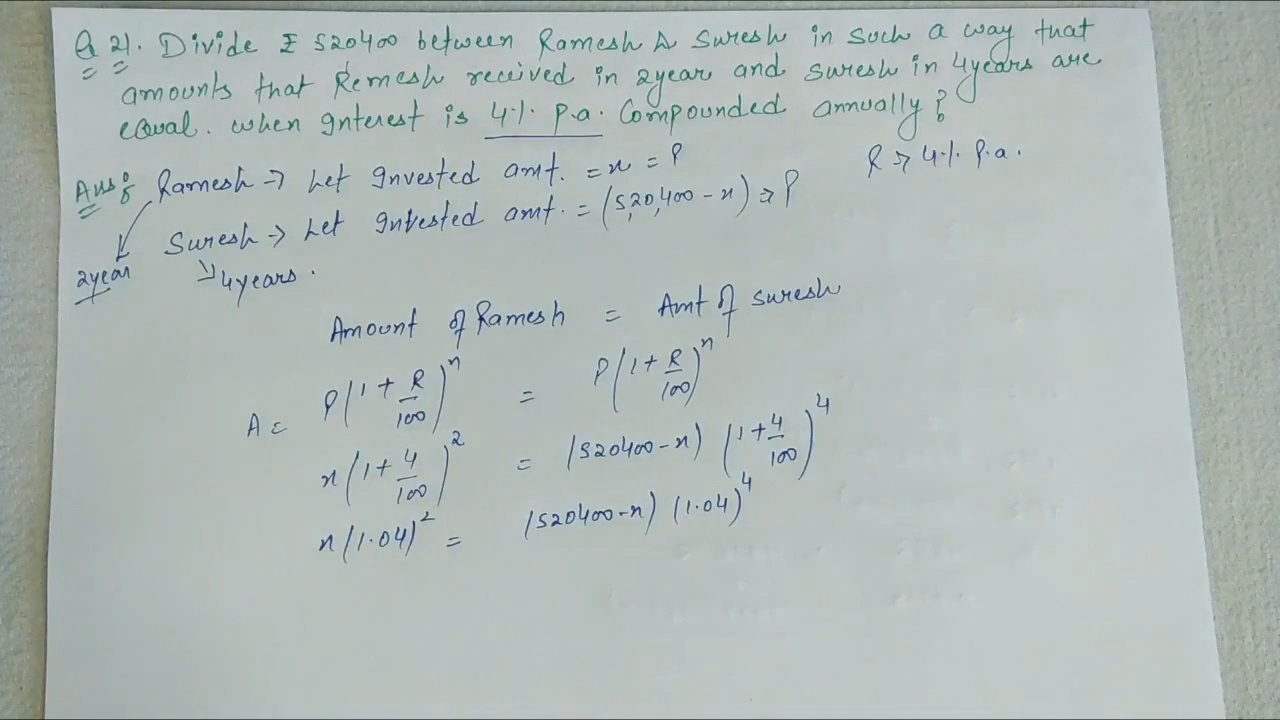 Q 21. Divide ₹ 520400 between Ramesh & Suresh in such a way that
amounts that Remesh received in 2year and suresh in 4years are
equal. when interest is 4% p.a. compounded annually?
Ans: Ramesh → Let invested amt. = x = P
R → 4% p.a.
Suresh → Let invested amt. = (5,20,400 - x) ⇒ P
2year
4years.
Amount of Ramesh = Amt of suresh
A = P(1 + R/100)^n = P(1 + R/100)^n
x(1 + 4/100)^2 = (520400 - x) (1 + 4/100)^4
x(1.04)^2 = (520400 - x) (1.04)^4